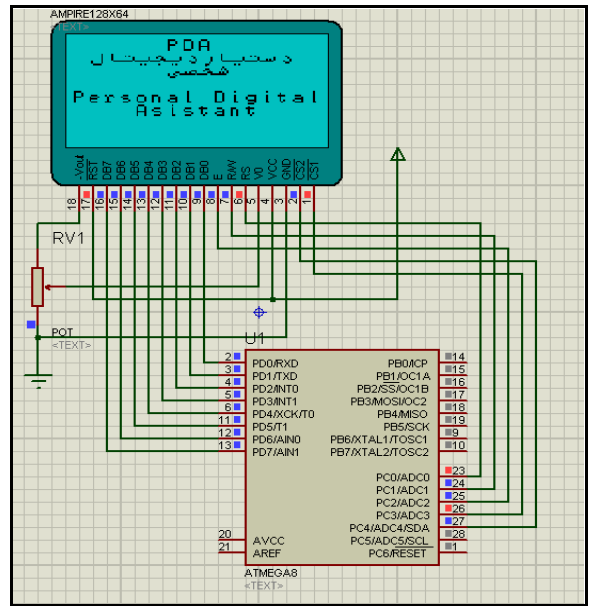 AMPIRE128X64
<TEXT>
PDA
دستیار دیجیتال
شخصی
Personal Digital
Asistant
-Vout
RST
DB7
DB6
DB5
DB4
DB3
DB2
DB1
DB0
E
R/W
RS
V0
VCC
GND
CS2
CS1
18
17
16
15
14
13
12
11
10
9
8
7
6
5
4
3
2
1
RV1
POT
<TEXT>
U1
2 PD0/RXD PB0/ICP 14
3 PD1/TXD PB1/OC1A 15
4 PD2/INT0 PB2/SS/OC1B 16
5 PD3/INT1 PB3/MOSI/OC2 17
6 PD4/XCK/T0 PB4/MISO 18
11 PD5/T1 PB5/SCK 19
12 PD6/AIN0 PB6/XTAL1/TOSC1 9
13 PD7/AIN1 PB7/XTAL2/TOSC2 10
PC0/ADC0 23
PC1/ADC1 24
PC2/ADC2 25
PC3/ADC3 26
PC4/ADC4/SDA 27
20 AVCC PC5/ADC5/SCL 28
21 AREF PC6/RESET 1
ATMEGA8
<TEXT>